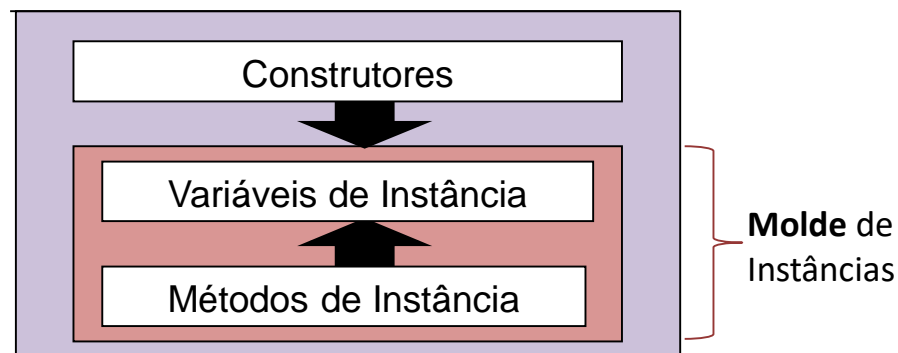 Construtores
Variáveis de Instância
Métodos de Instância
Molde de
Instâncias